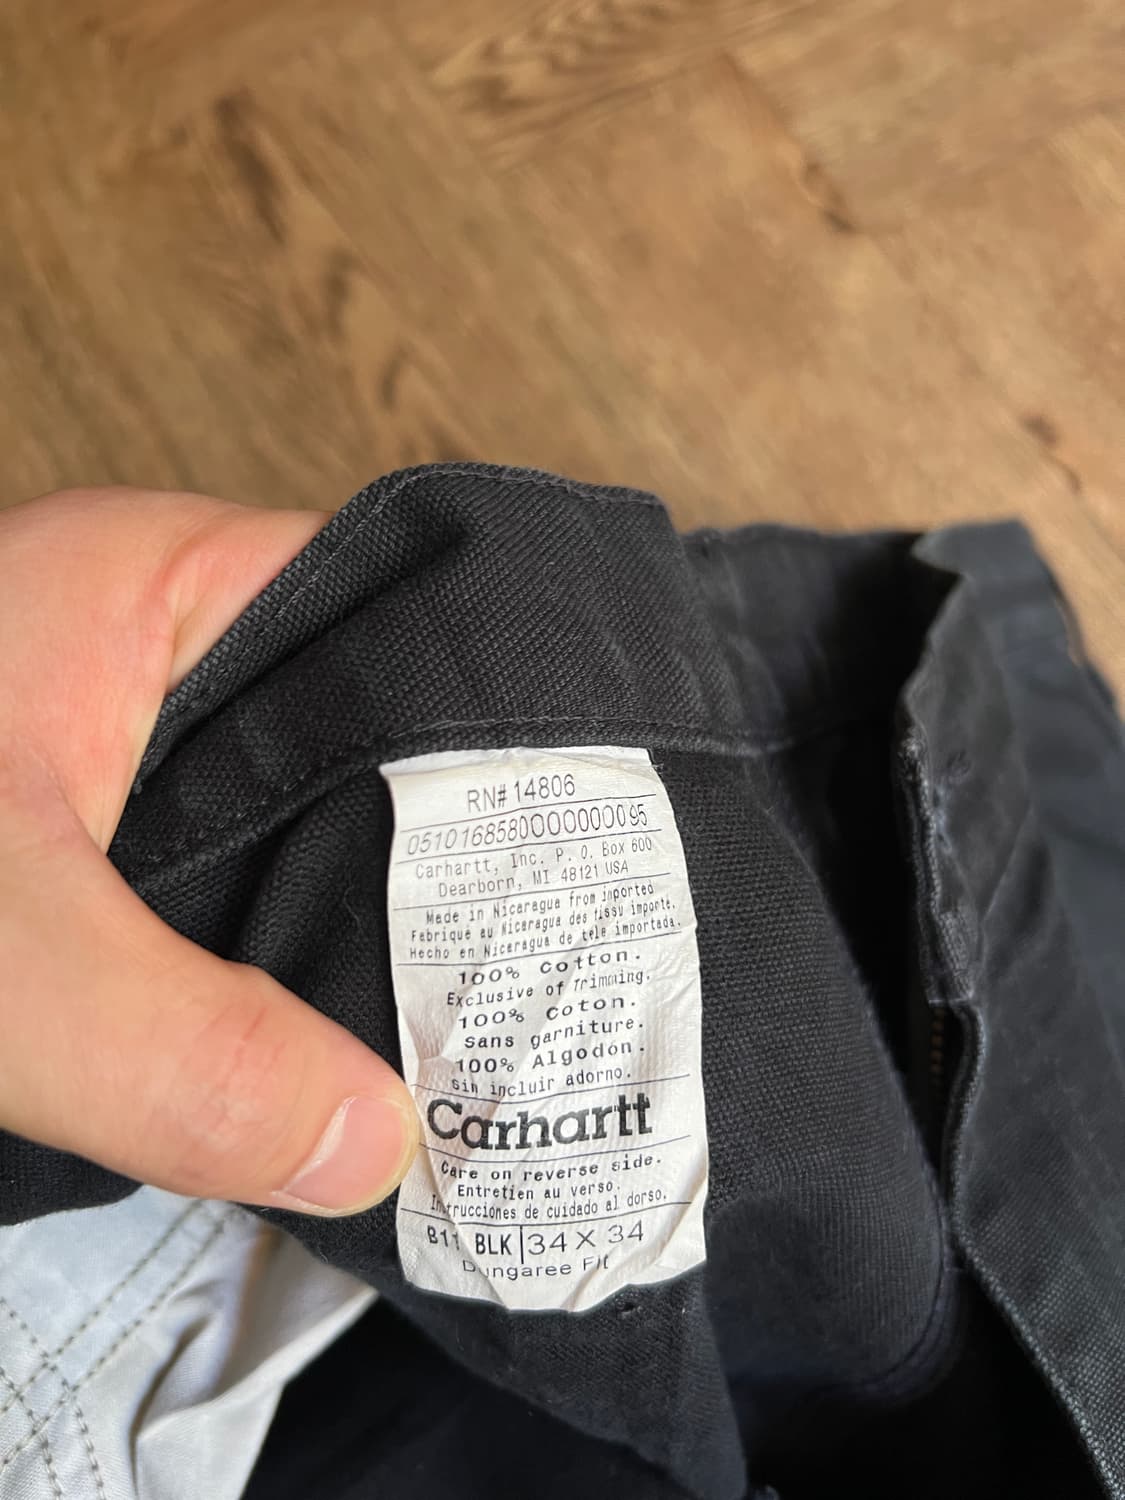 RN# 14806
0510168580000000095
Carhartt, Inc. P. O. Box 600
Dearborn, MI 48121 USA
Made in Nicaragua from imported
Fabriqué au Nicaragua des tissu importé.
Hecho en Nicaragua de tele importada.
100% Cotton.
Exclusive of Trimming.
100% Coton.
Sans garniture.
100% Algodón.
Sin incluir adorno.
Carhartt
Care on reverse side.
Entretien au verso.
Instrucciones de cuidado al dorso.
B11 BLK 34 X 34
Dungaree Fit